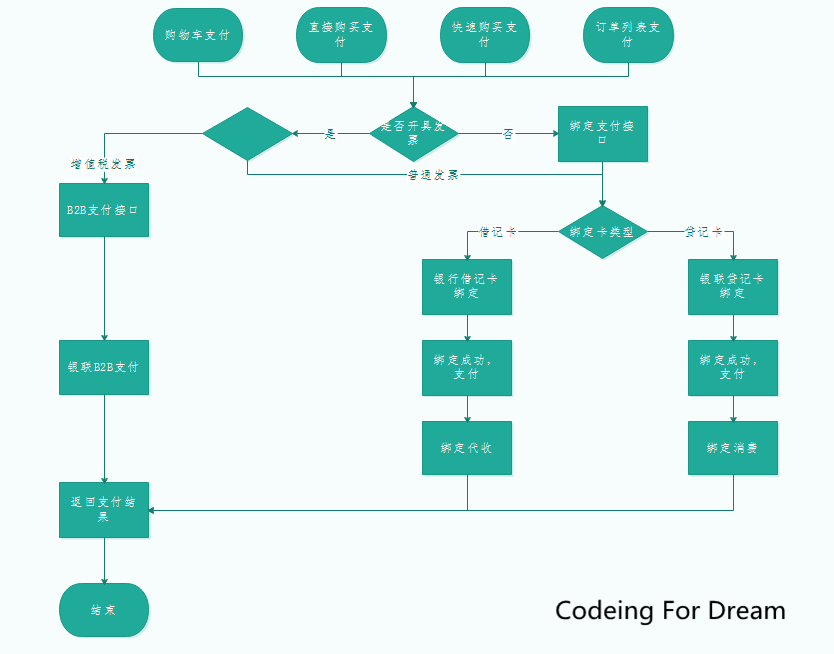 购物车支付
直接购买支
付
快速购买支
付
订单列表支
付
是否开具发
票
是
否
绑定支付接
口
增值税发票
普通发票
B2B支付接口
绑定卡类型
借记卡
贷记卡
银行借记卡
绑定
银联贷记卡
绑定
银联B2B支付
绑定成功，
支付
绑定成功，
支付
绑定代收
绑定消费
返回支付结
果
结束
Codeing For Dream